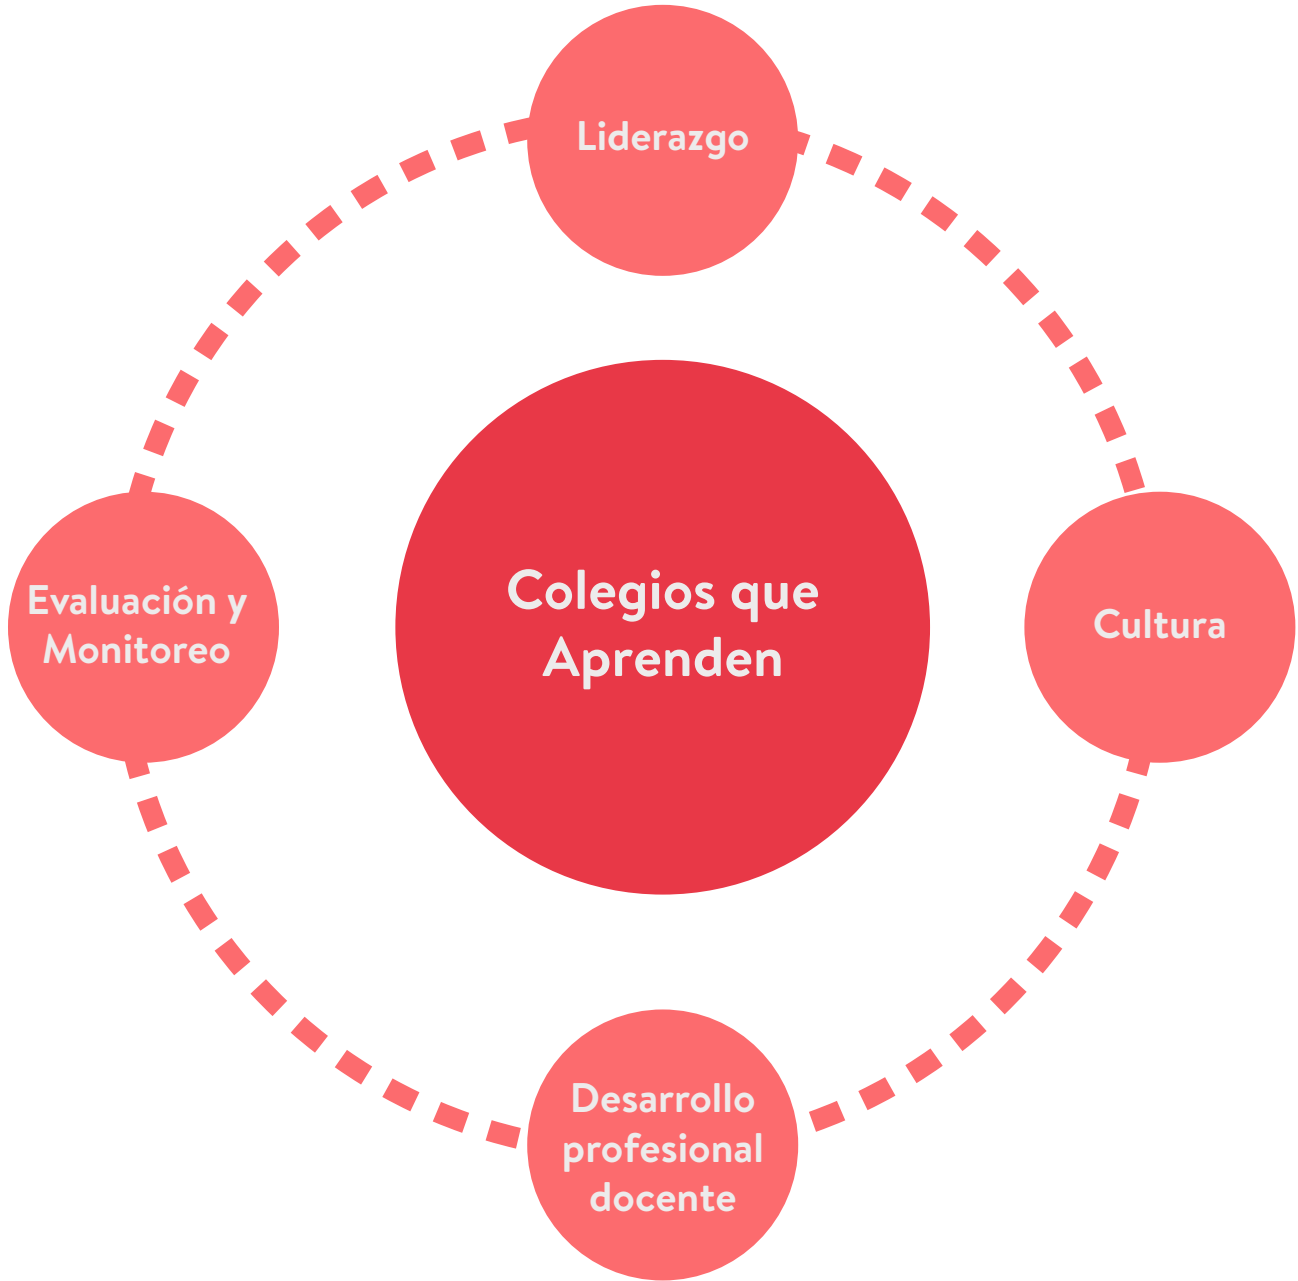 Liderazgo
Evaluación y
Monitoreo
Colegios que
Aprenden
Cultura
Desarrollo
profesional
docente